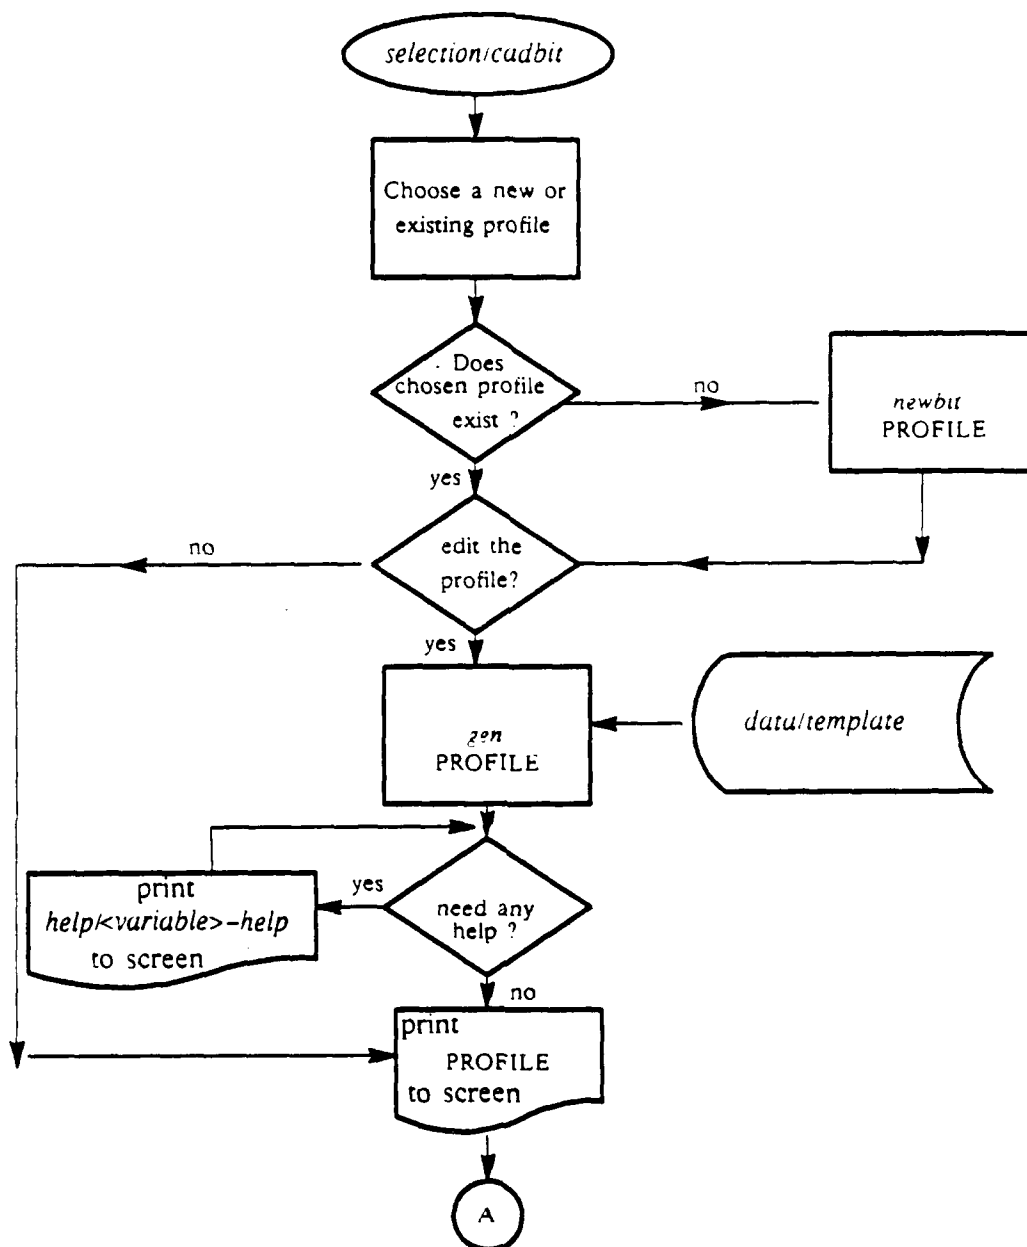 selection/cadbit
Choose a new or
existing profile
Does
chosen profile
exist ?
no
newbit
PROFILE
yes
no
edit the
profile?
yes
gen
PROFILE
data/template
print
help/<variable>-help
to screen
yes
need any
help ?
no
print
PROFILE
to screen
A